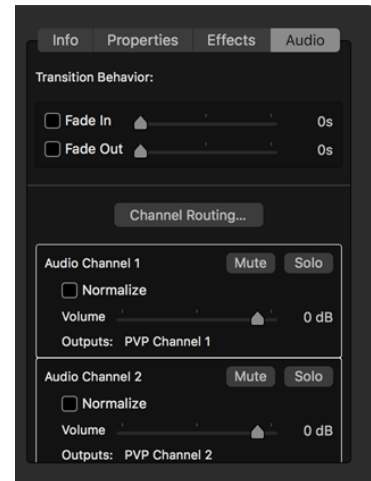 Info Properties Effects Audio
Transition Behavior:
Fade In 0s
Fade Out 0s
Channel Routing...
Audio Channel 1 Mute Solo
Normalize
Volume 0 dB
Outputs: PVP Channel 1
Audio Channel 2 Mute Solo
Normalize
Volume 0 dB
Outputs: PVP Channel 2